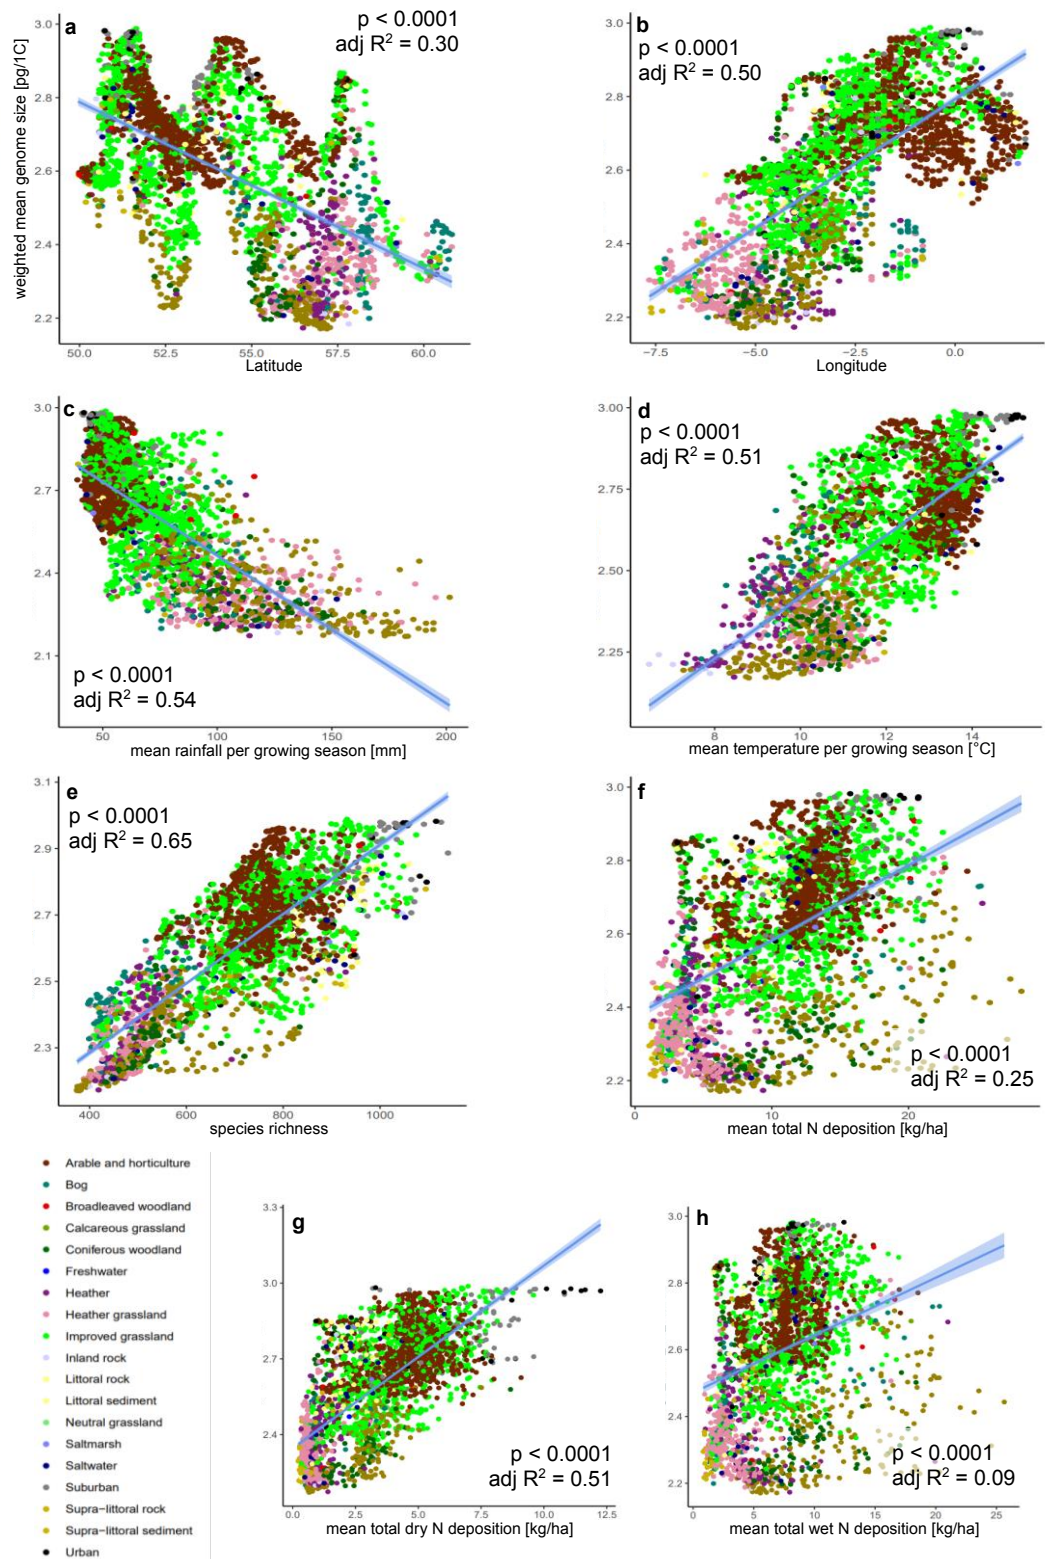 a
p < 0.0001
adj R² = 0.30
weighted mean genome size [pg/1C]
3.0
2.8
2.6
2.4
2.2
50.0 52.5 55.0 57.5 60.0
Latitude
b
p < 0.0001
adj R² = 0.50
3.0
2.8
2.6
2.4
2.2
−7.5 −5.0 −2.5 0.0
Longitude
c
3.0
2.7
2.4
2.1
p < 0.0001
adj R² = 0.54
50 100 150 200
mean rainfall per growing season [mm]
d
p < 0.0001
adj R² = 0.51
3.00
2.75
2.50
2.25
8 10 12 14
mean temperature per growing season [°C]
e
p < 0.0001
adj R² = 0.65
3.1
2.9
2.7
2.5
2.3
400 600 800 1000
species richness
f
3.0
2.8
2.6
2.4
2.2
p < 0.0001
adj R² = 0.25
0 10 20
mean total N deposition [kg/ha]
Arable and horticulture
Bog
Broadleaved woodland
Calcareous grassland
Coniferous woodland
Freshwater
Heather
Heather grassland
Improved grassland
Inland rock
Littoral rock
Littoral sediment
Neutral grassland
Saltmarsh
Saltwater
Suburban
Supra−littoral rock
Supra−littoral sediment
Urban
g
3.3
3.0
2.7
2.4
p < 0.0001
adj R² = 0.51
0.0 2.5 5.0 7.5 10.0 12.5
mean total dry N deposition [kg/ha]
h
3.0
2.8
2.6
2.4
2.2
p < 0.0001
adj R² = 0.09
0 5 10 15 20 25
mean total wet N deposition [kg/ha]